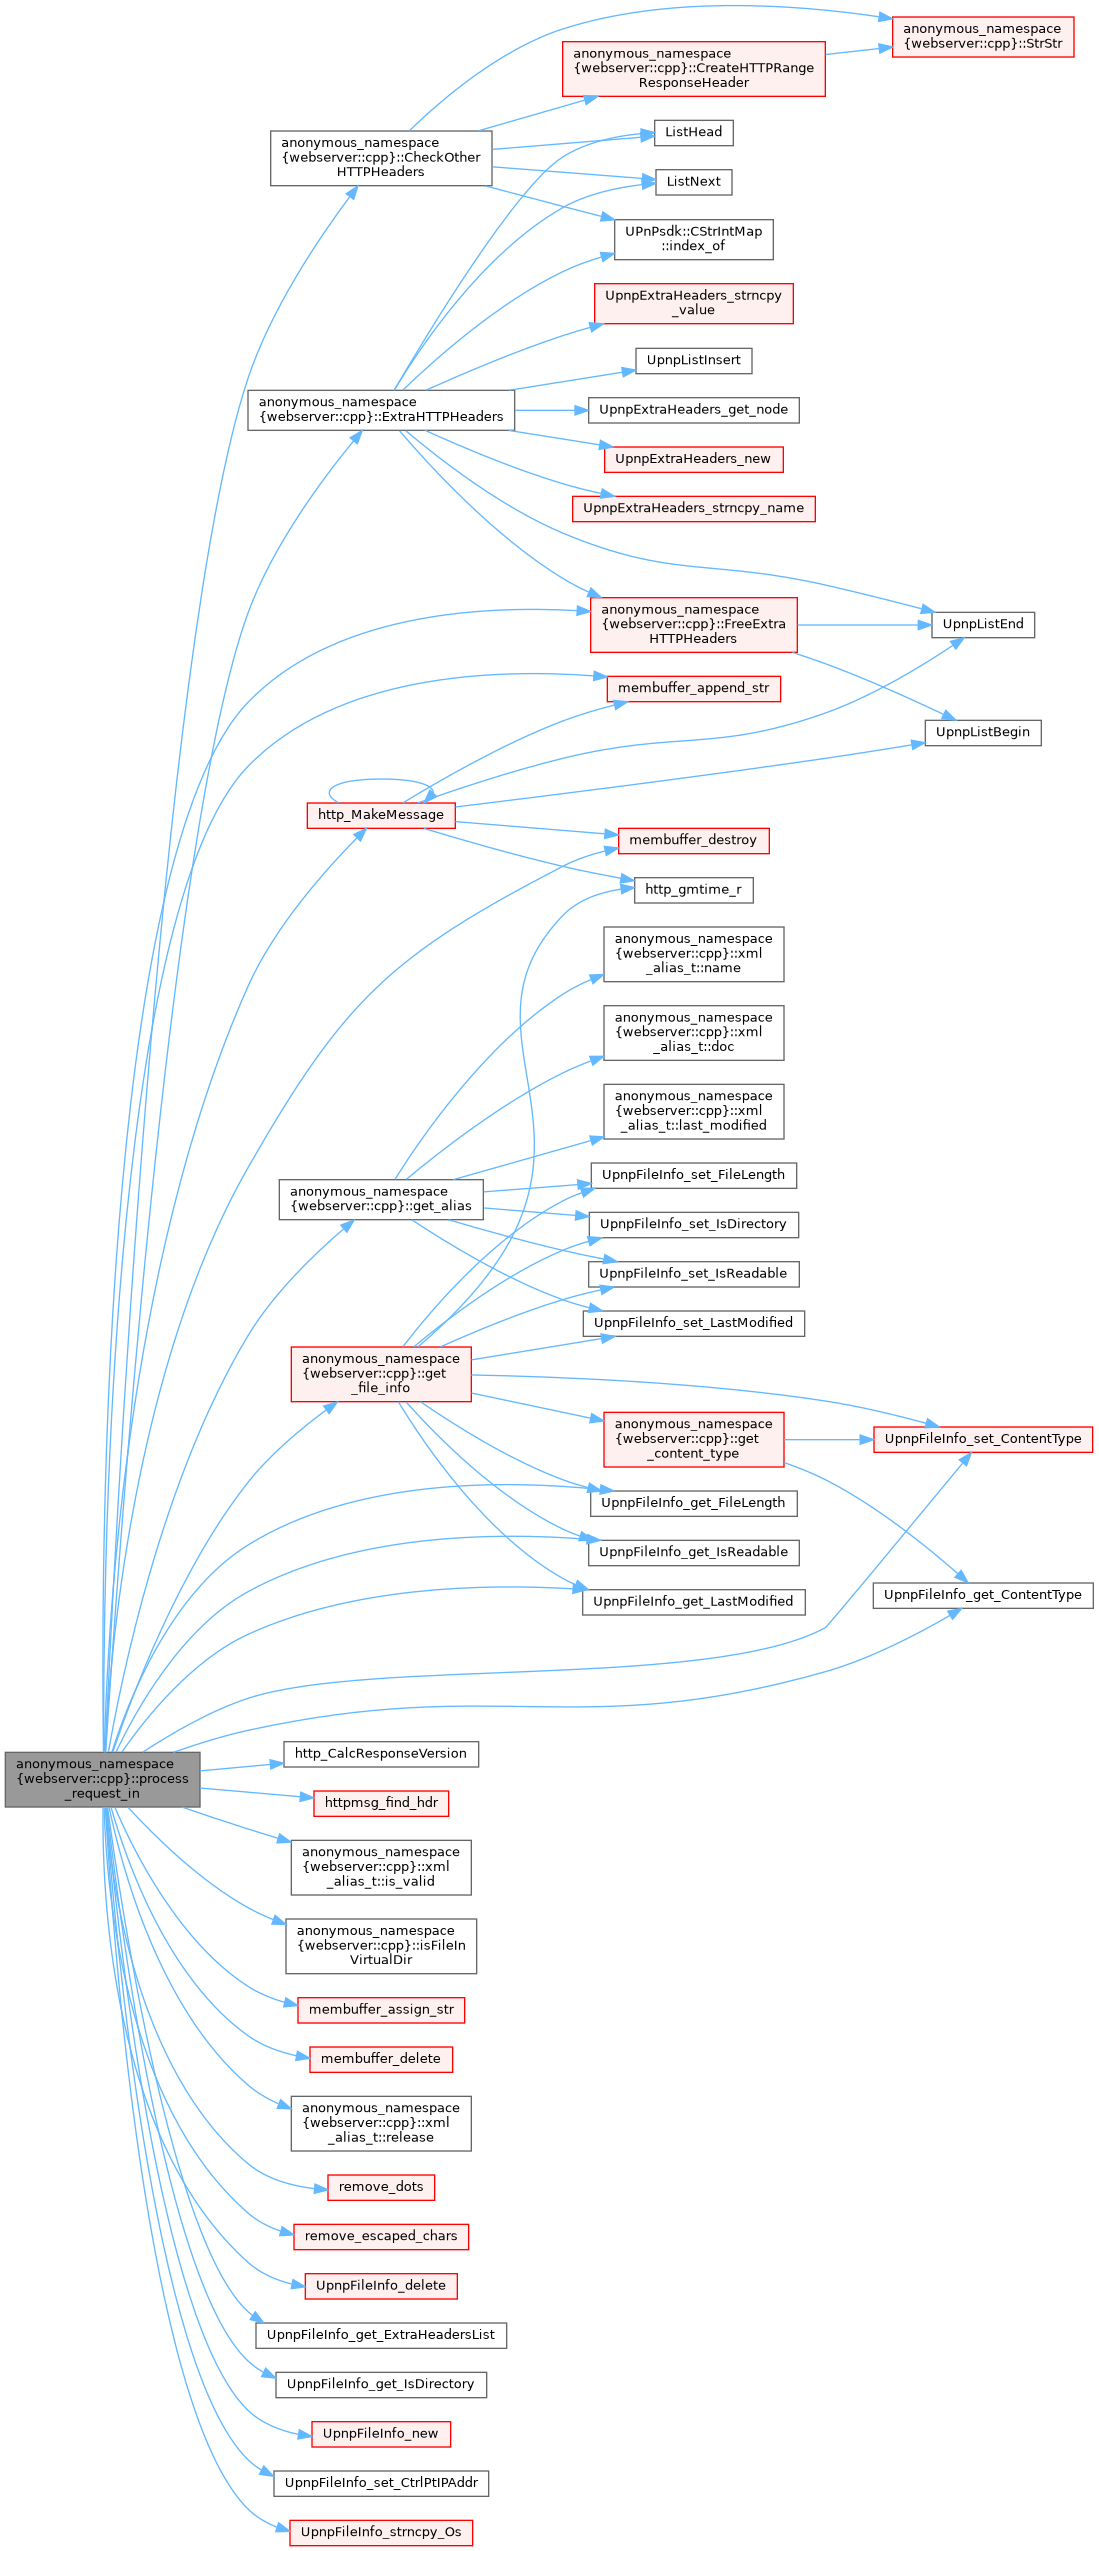 anonymous_namespace
{webserver::cpp}::StrStr
anonymous_namespace
{webserver::cpp}::CreateHTTPRange
ResponseHeader
ListHead
anonymous_namespace
{webserver::cpp}::CheckOther
HTTPHeaders
ListNext
UPnPsdk::CStrIntMap
::index_of
UpnpExtraHeaders_strncpy
_value
UpnpListInsert
anonymous_namespace
{webserver::cpp}::ExtraHTTPHeaders
UpnpExtraHeaders_get_node
UpnpExtraHeaders_new
UpnpExtraHeaders_strncpy_name
anonymous_namespace
{webserver::cpp}::FreeExtra
HTTPHeaders
UpnpListEnd
membuffer_append_str
UpnpListBegin
http_MakeMessage
membuffer_destroy
http_gmtime_r
anonymous_namespace
{webserver::cpp}::xml
_alias_t::name
anonymous_namespace
{webserver::cpp}::xml
_alias_t::doc
anonymous_namespace
{webserver::cpp}::xml
_alias_t::last_modified
UpnpFileInfo_set_FileLength
anonymous_namespace
{webserver::cpp}::get_alias
UpnpFileInfo_set_IsDirectory
UpnpFileInfo_set_IsReadable
UpnpFileInfo_set_LastModified
anonymous_namespace
{webserver::cpp}::get
_file_info
anonymous_namespace
{webserver::cpp}::get
_content_type
UpnpFileInfo_set_ContentType
UpnpFileInfo_get_FileLength
UpnpFileInfo_get_IsReadable
UpnpFileInfo_get_LastModified
UpnpFileInfo_get_ContentType
anonymous_namespace
{webserver::cpp}::process
_request_in
http_CalcResponseVersion
httpmsg_find_hdr
anonymous_namespace
{webserver::cpp}::xml
_alias_t::is_valid
anonymous_namespace
{webserver::cpp}::isFileIn
VirtualDir
membuffer_assign_str
membuffer_delete
anonymous_namespace
{webserver::cpp}::xml
_alias_t::release
remove_dots
remove_escaped_chars
UpnpFileInfo_delete
UpnpFileInfo_get_ExtraHeadersList
UpnpFileInfo_get_IsDirectory
UpnpFileInfo_new
UpnpFileInfo_set_CtrlPtIPAddr
UpnpFileInfo_strncpy_Os